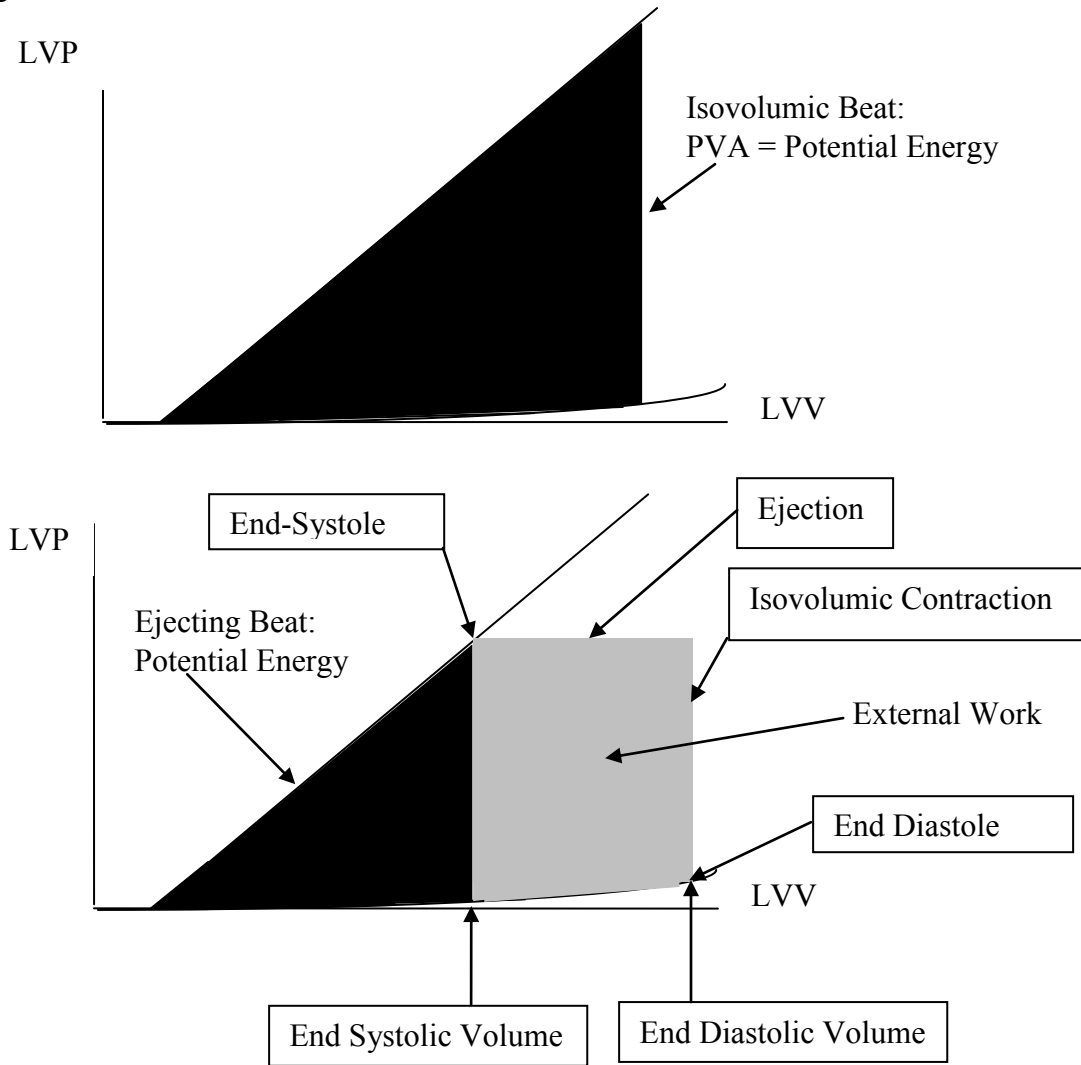 LVP
Isovolumic Beat:
PVA = Potential Energy
LVV
End-Systole
Ejection
LVP
Isovolumic Contraction
Ejecting Beat:
Potential Energy
External Work
End Diastole
LVV
End Systolic Volume
End Diastolic Volume